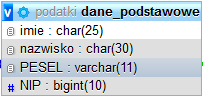 v podatki dane_podstawowe
imie : char(25)
nazwisko : char(30)
PESEL : varchar(11)
# NIP : bigint(10)